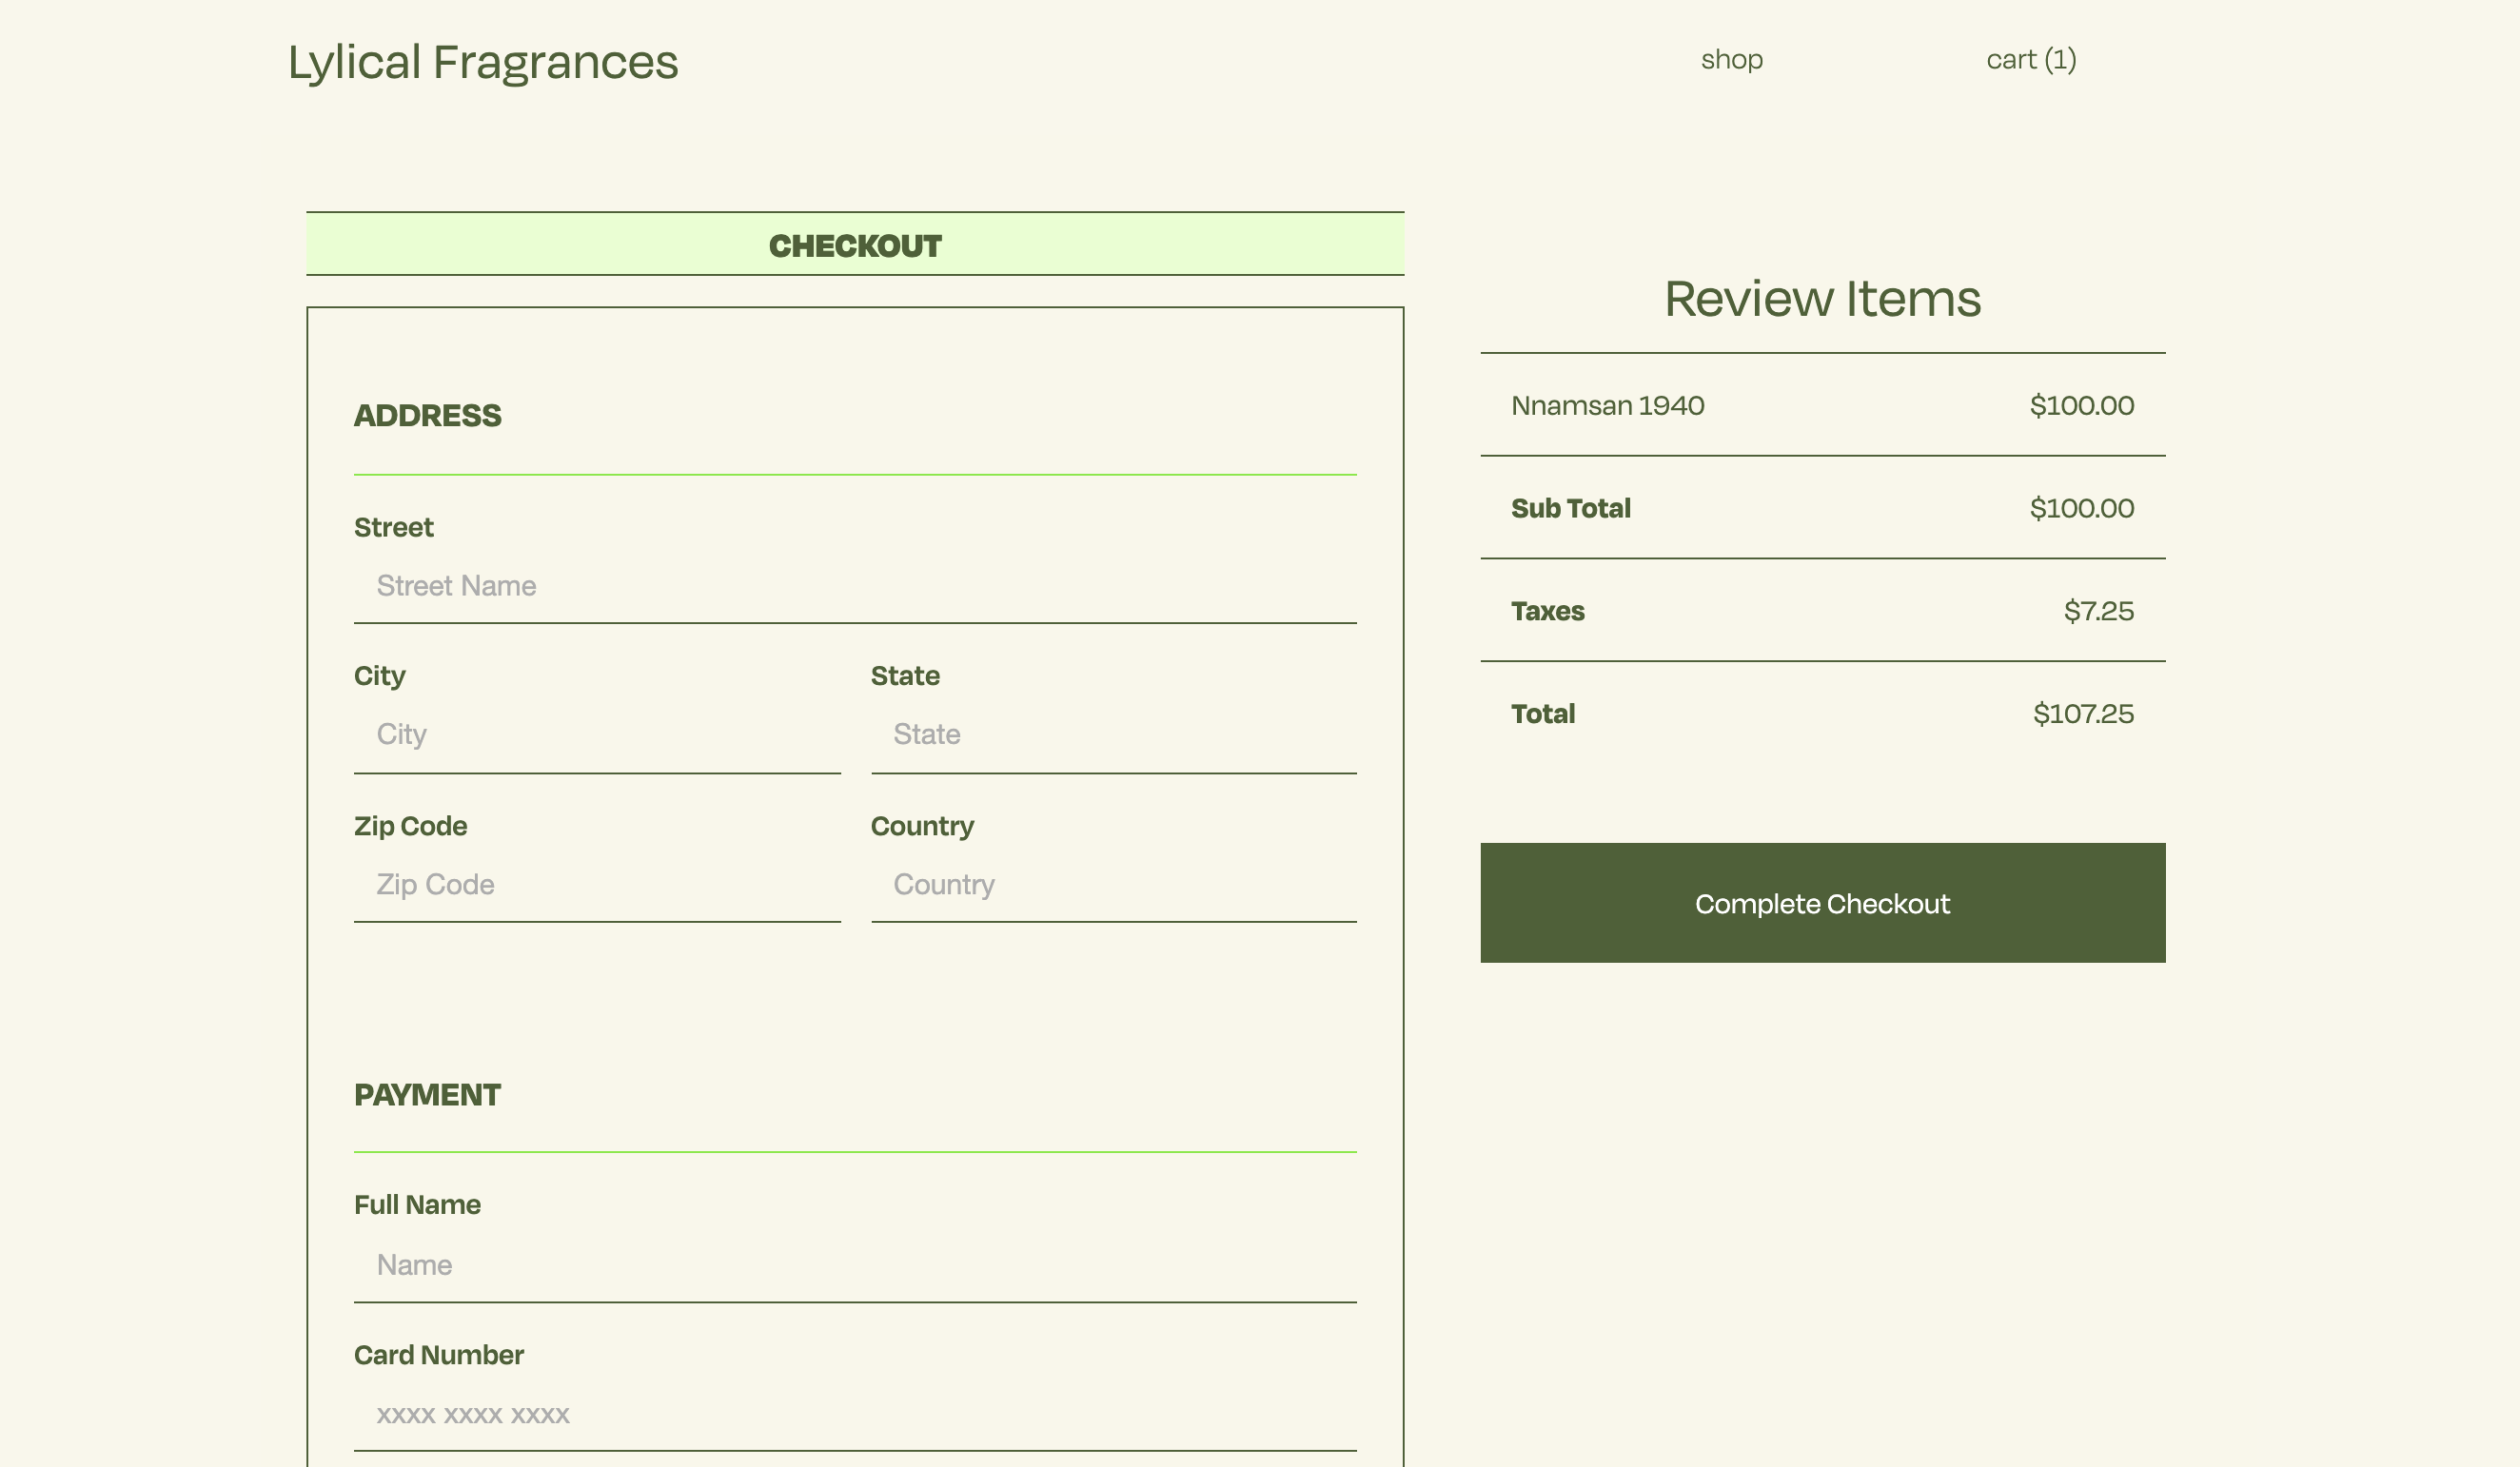 Lylical Fragrances
shop
cart (1)
CHECKOUT
ADDRESS
Street
Street Name
City
State
City
State
Zip Code
Country
Zip Code
Country
PAYMENT
Full Name
Name
Card Number
xxxx xxxx xxxx
Review Items
Nnamsan 1940 $100.00
Sub Total $100.00
Taxes $7.25
Total $107.25
Complete Checkout